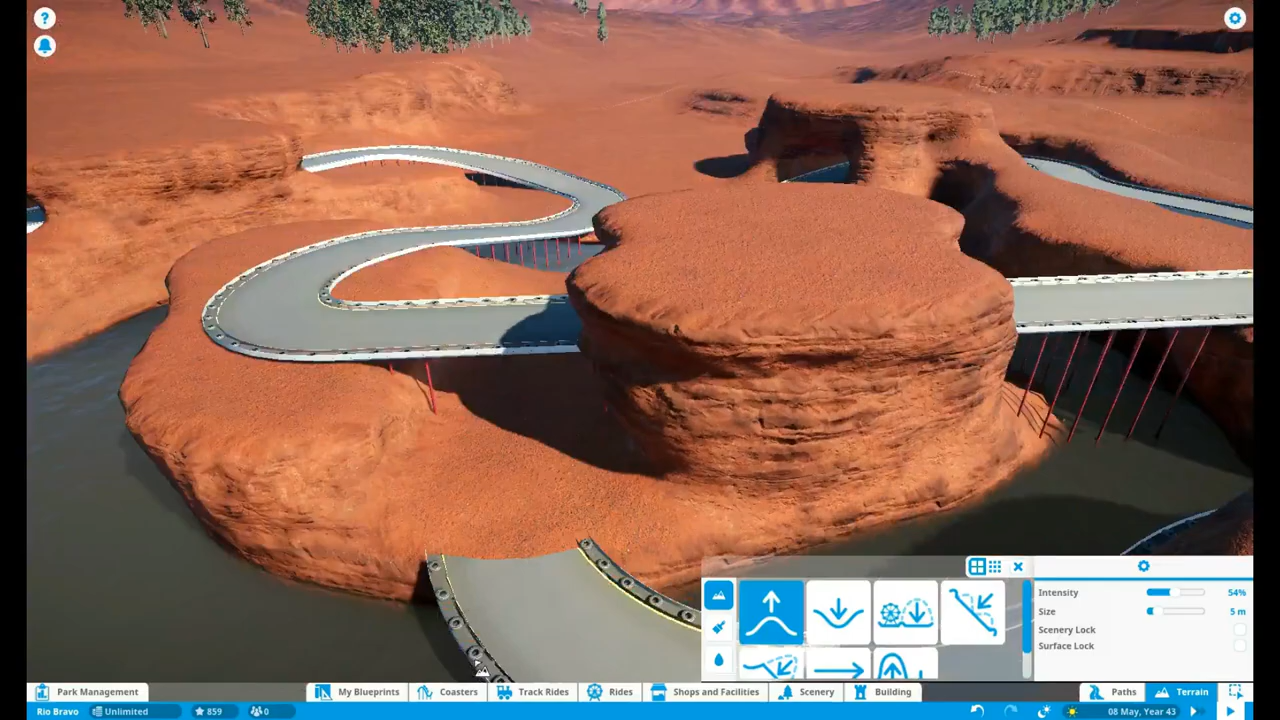 ?
Intensity 54%
Size 5 m
Scenery Lock
Surface Lock
Park Management
My Blueprints
Coasters
Track Rides
Rides
Shops and Facilities
Scenery
Building
Paths
Terrain
Rio Bravo
Unlimited
859
0
08 May, Year 43